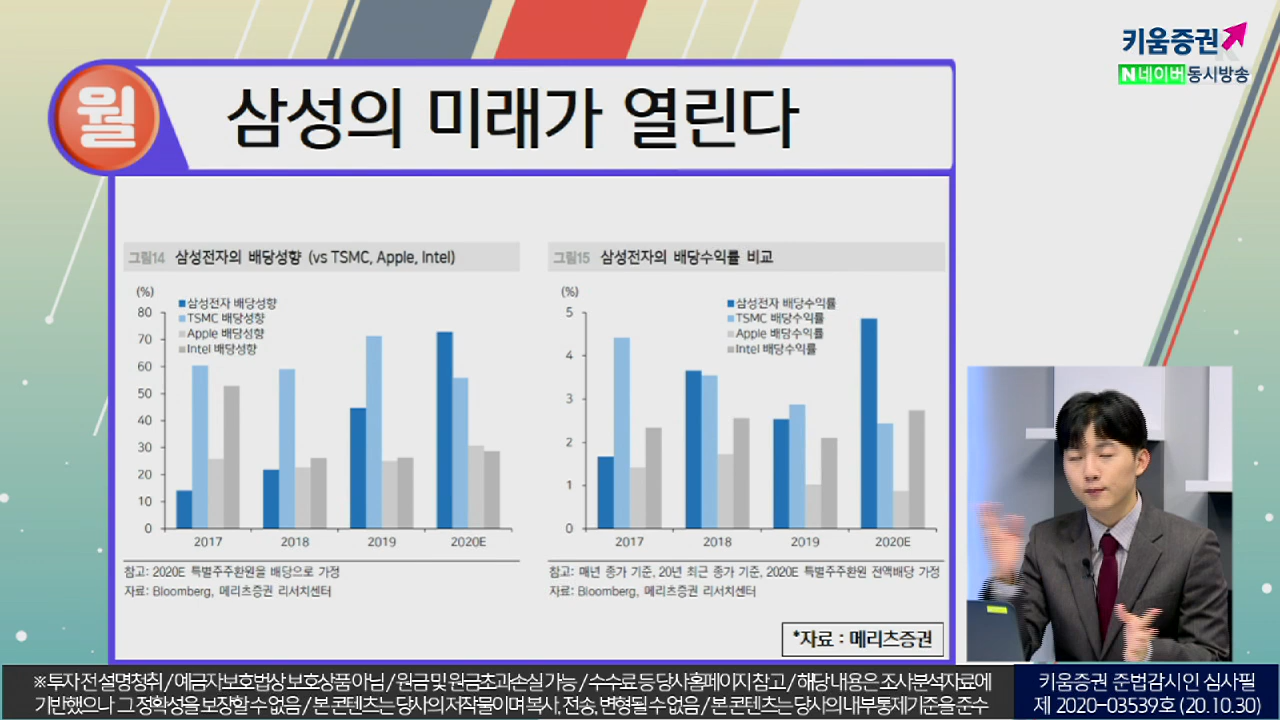 키움증권
N네이버 동시방송
월
삼성의 미래가 열린다
그림14 삼성전자의 배당성향 (vs TSMC, Apple, Intel)
(%)
■삼성전자 배당성향
■TSMC 배당성향
■Apple 배당성향
■Intel 배당성향
80
70
60
50
40
30
20
10
0
2017 2018 2019 2020E
참고: 2020E 특별주주환원을 배당으로 가정
자료: Bloomberg, 메리츠증권 리서치센터
그림15 삼성전자의 배당수익률 비교
(%)
■삼성전자 배당수익률
■TSMC 배당수익률
■Apple 배당수익률
■Intel 배당수익률
5
4
3
2
1
0
2017 2018 2019 2020E
참고: 매년 종가 기준, 20년 최근 종가 기준, 2020E 특별주주환원 전액배당 가정
자료: Bloomberg, 메리츠증권 리서치센터
*자료 : 메리츠증권
※ 투자 전 설명청취 / 예금자보호법상 보호상품 아님 / 원금 및 원금초과손실 가능 / 수수료 등 당사홈페이지 참고 / 해당 내용은 조사분석자료에
기반했으나 그 정확성을 보장할 수 없음 / 본 콘텐츠는 당사의 저작물이며 복사, 전송, 변형될 수 없음 / 본 콘텐츠는 당사의 내부통제기준을 준수
키움증권 준법감시인 심사필
제 2020-03539호 (20.10.30)